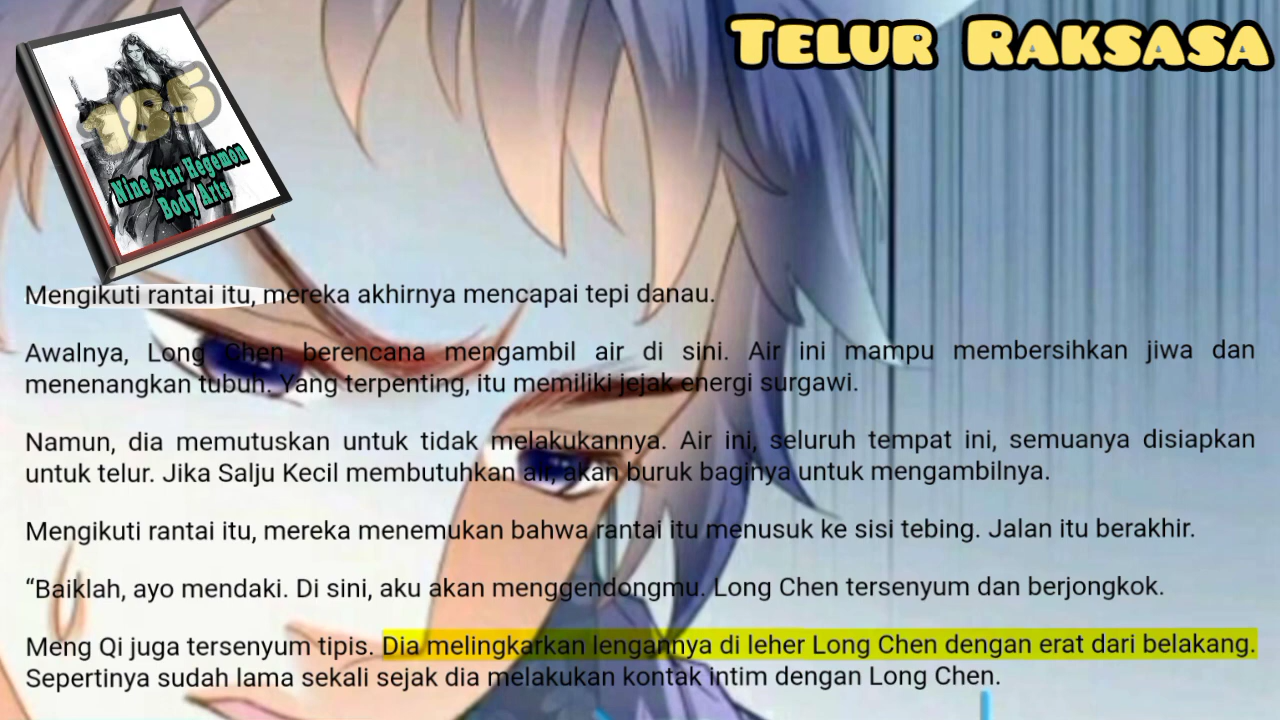 Telur Raksasa
185
Nine Star Hegemon
Body Arts
Mengikuti rantai itu, mereka akhirnya mencapai tepi danau.
Awalnya, Long Chen berencana mengambil air di sini. Air ini mampu membersihkan jiwa dan
menenangkan tubuh. Yang terpenting, itu memiliki jejak energi surgawi.
Namun, dia memutuskan untuk tidak melakukannya. Air ini, seluruh tempat ini, semuanya disiapkan
untuk telur. Jika Salju Kecil membutuhkan air, akan buruk baginya untuk mengambilnya.
Mengikuti rantai itu, mereka menemukan bahwa rantai itu menusuk ke sisi tebing. Jalan itu berakhir.
“Baiklah, ayo mendaki. Di sini, aku akan menggendongmu. Long Chen tersenyum dan berjongkok.
Meng Qi juga tersenyum tipis. Dia melingkarkan lengannya di leher Long Chen dengan erat dari belakang.
Sepertinya sudah lama sekali sejak dia melakukan kontak intim dengan Long Chen.